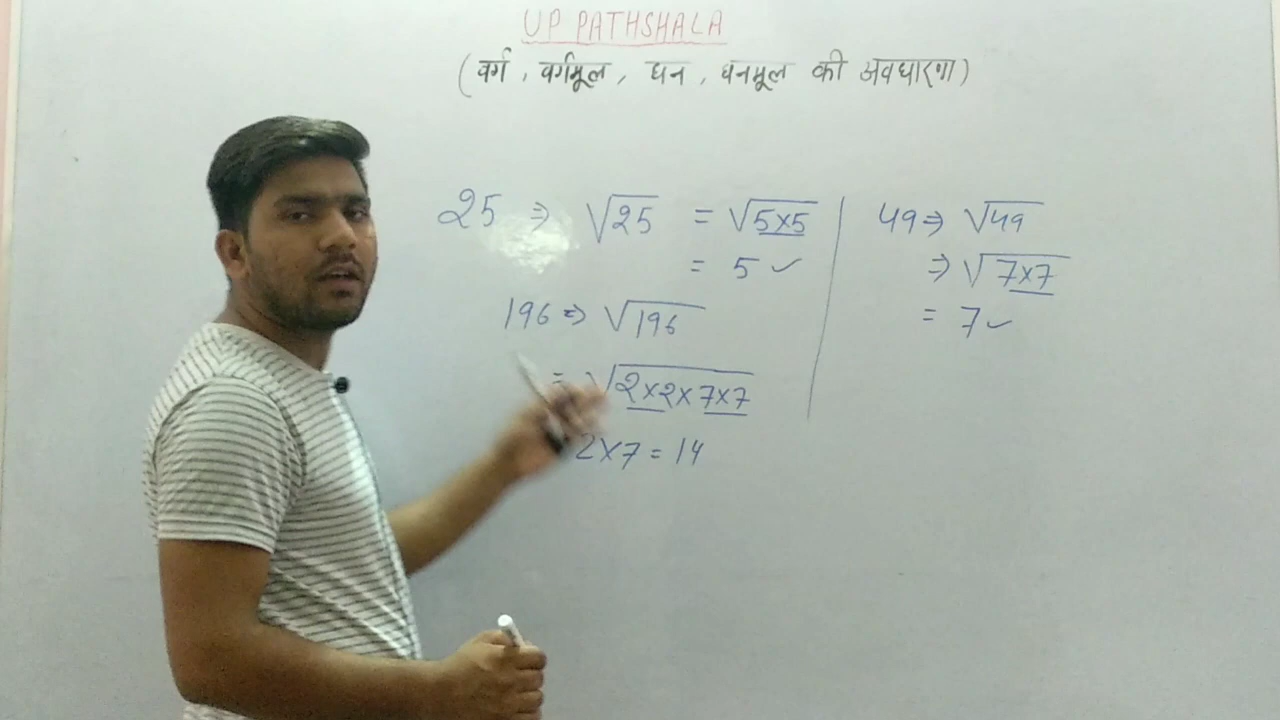 UP PATHSHALA
(वर्ग, वर्गमूल, घन, घनमूल की अवधारणा)
25 ⇒ √25 = √5×5
= 5 ✓
196 ⇒ √196
= √2×2×7×7
2×7 = 14
49 ⇒ √49
⇒ √7×7
= 7 ✓